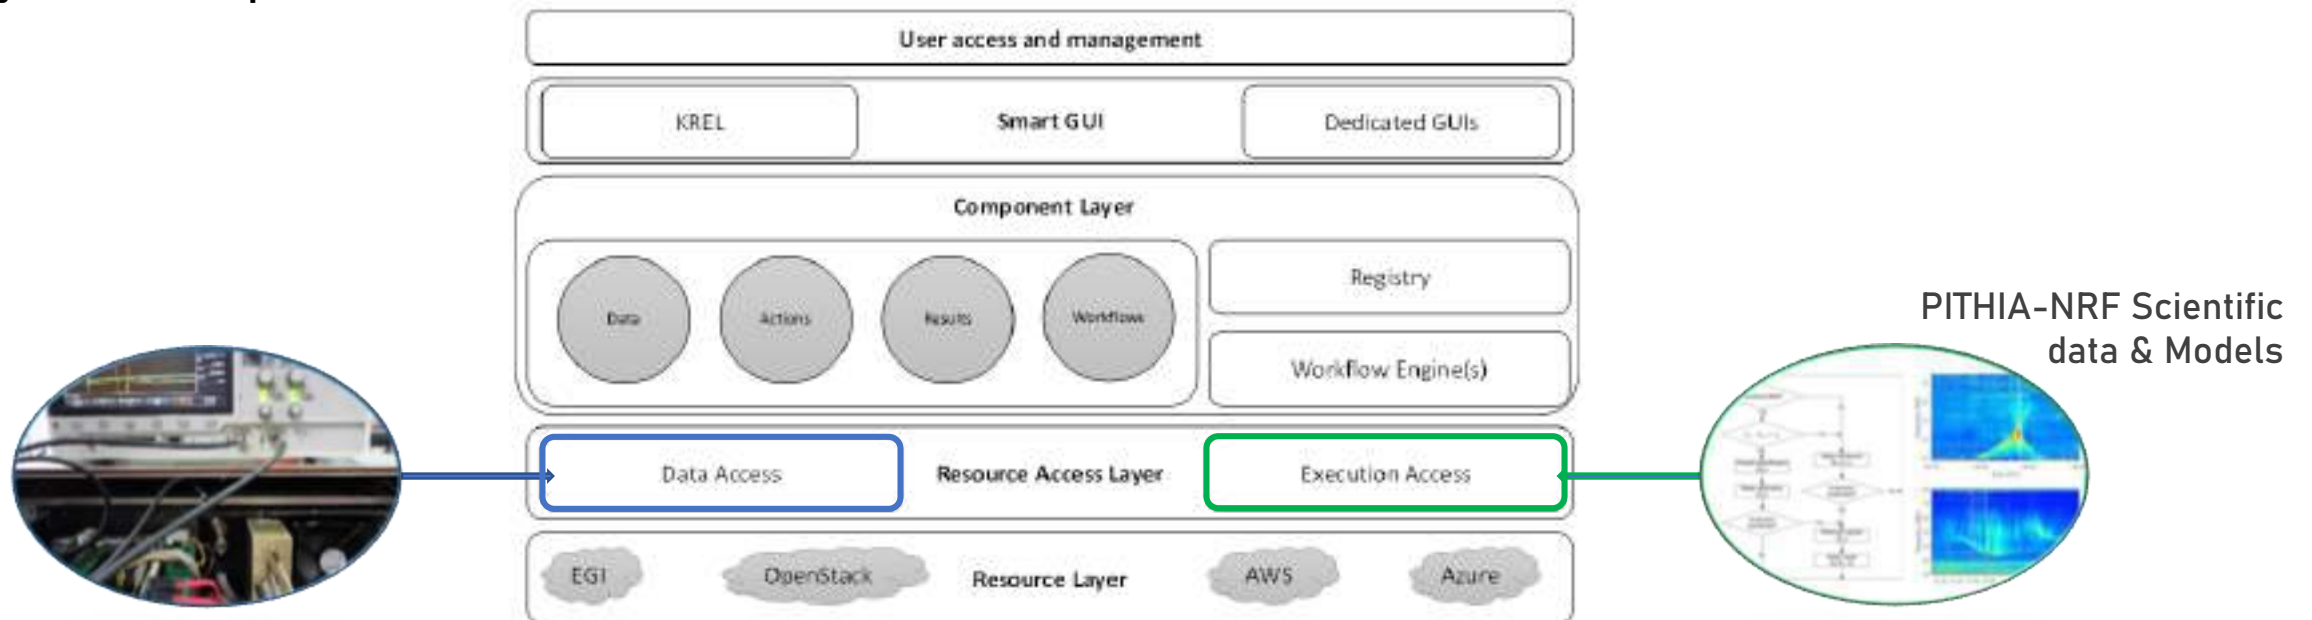 User access and management
KREL
Smart GUI
Dedicated GUIs
Component Layer
Data
Actions
Results
Workflows
Registry
Workflow Engine(s)
PITHIA-NRF Scientific
data & Models
Data Access
Resource Access Layer
Execution Access
EGI
OpenStack
Resource Layer
AWS
Azure